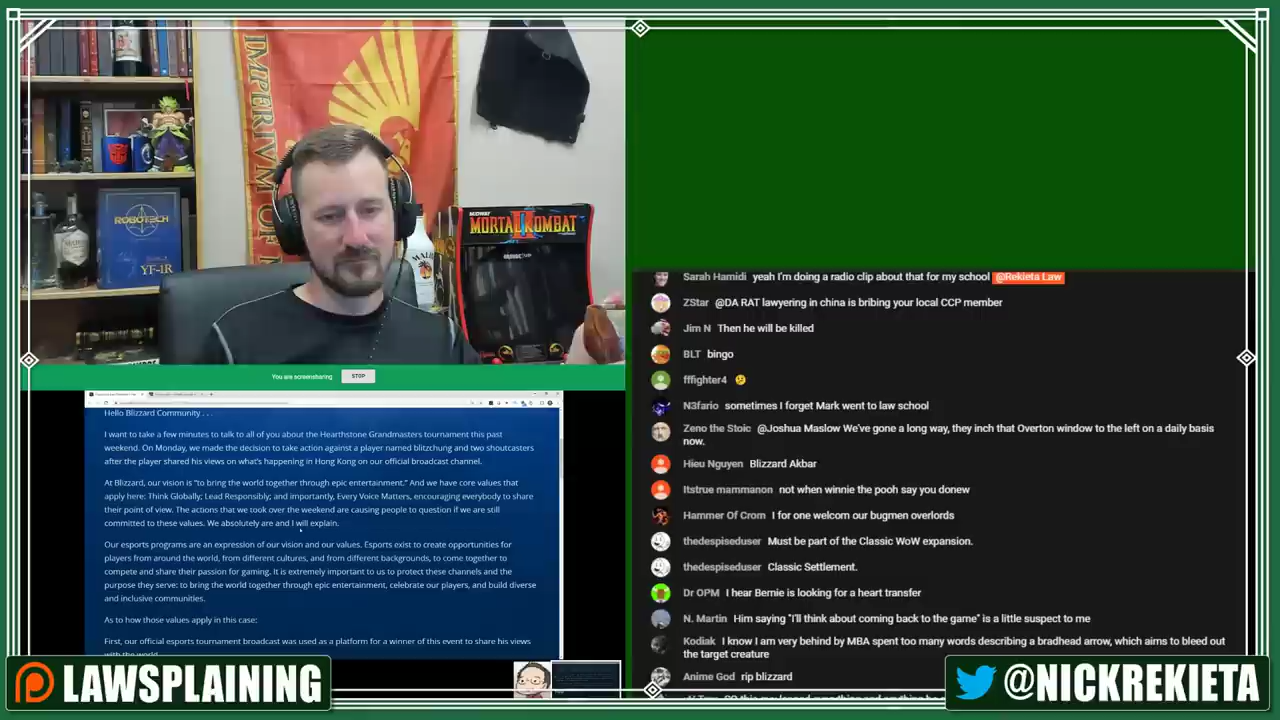 IMPERIVM OF
ROBOTECH
YF-1R
MIDWAY
MORTAL KOMBAT
II
You are screensharing
STOP
Hello Blizzard Community . . .
I want to take a few minutes to talk to all of you about the Hearthstone Grandmasters tournament this past
weekend. On Monday, we made the decision to take action against a player named blitzchung and two shoutcasters
after the player shared his views on what's happening in Hong Kong on our official broadcast channel.
At Blizzard, our vision is "to bring the world together through epic entertainment." And we have core values that
apply here: Think Globally; Lead Responsibly; and importantly, Every Voice Matters, encouraging everybody to share
their point of view. The actions that we took over the weekend are causing people to question if we are still
committed to these values. We absolutely are and I will explain.
Our esports programs are an expression of our vision and our values. Esports exist to create opportunities for
players from around the world, from different cultures, and from different backgrounds, to come together to
compete and share their passion for gaming. It is extremely important to us to protect these channels and the
purpose they serve: to bring the world together through epic entertainment, celebrate our players, and build diverse
and inclusive communities.
As to how those values apply in this case:
First, our official esports tournament broadcast was used as a platform for a winner of this event to share his views
with the world.
Sarah Hamidi yeah I'm doing a radio clip about that for my school @Rekieta Law
ZStar @DA RAT lawyering in china is bribing your local CCP member
Jim N Then he will be killed
BLT bingo
fffighter4
N3fario sometimes I forget Mark went to law school
Zeno the Stoic @Joshua Maslow We've gone a long way, they inch that Overton window to the left on a daily basis
now.
Hieu Nguyen Blizzard Akbar
Itstrue mammanon not when winnie the pooh say you donew
Hammer Of Crom I for one welcom our bugmen overlords
thedespiseduser Must be part of the Classic WoW expansion.
thedespiseduser Classic Settlement.
Dr OPM I hear Bernie is looking for a heart transfer
N. Martin Him saying "i'll think about coming back to the game" is a little suspect to me
Kodiak I know I am very behind by MBA spent too many words describing a bradhead arrow, which aims to bleed out
the target creature
Anime God rip blizzard
LAWSPLAINING
@NICKREKIETA